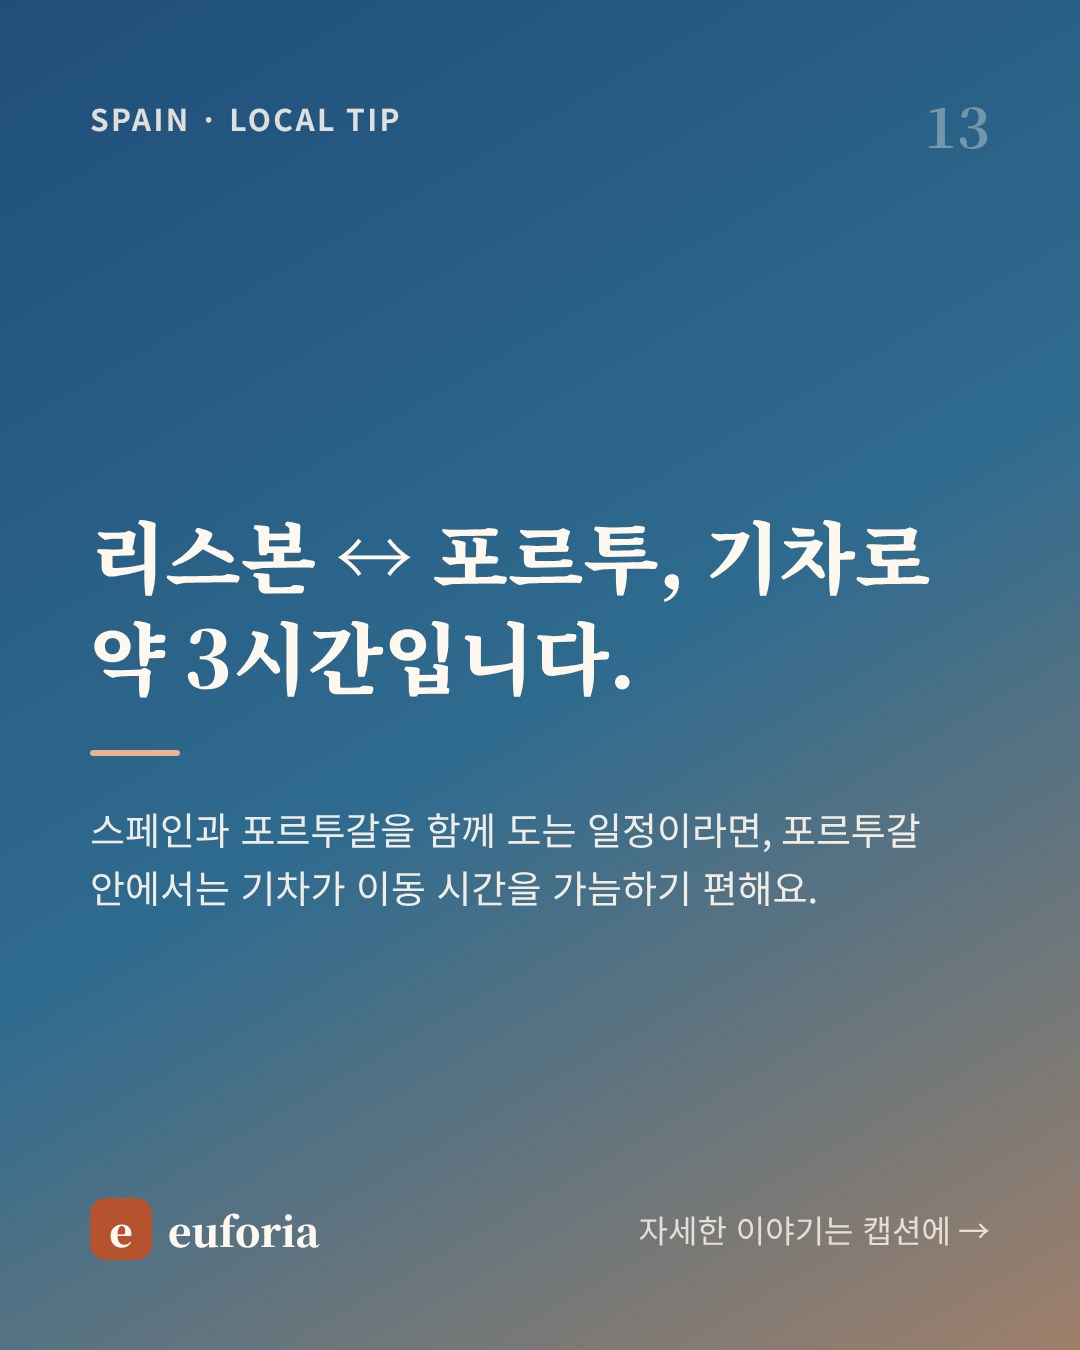 SPAIN · LOCAL TIP
13
리스본 ↔ 포르투, 기차로
약 3시간입니다.
스페인과 포르투갈을 함께 도는 일정이라면, 포르투갈
안에서는 기차가 이동 시간을 가늠하기 편해요.
e euforia
자세한 이야기는 캡션에 →